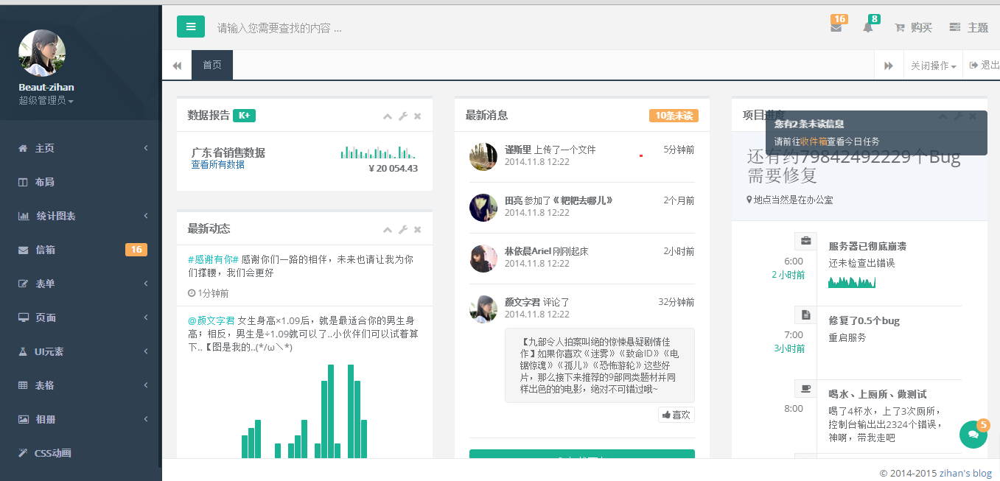 Beaut-zihan
超级管理员
主页
布局
统计图表
信箱 16
表单
页面
UI元素
表格
相册
CSS动画
请输入您需要查找的内容 …
16
8
购买
主题
首页
关闭操作
退出
数据报告 K+
广东省销售数据
查看所有数据
¥ 20 054.43
最新动态
#感谢有你# 感谢你们一路的相伴，未来也请让我为你
们撑腰，我们会更好
1分钟前
@颜文字君 女生身高×1.09后，就是最适合你的男生身
高；相反，男生是÷1.09就可以了..小伙伴们可以试着算
下..【图是我的..(*/ω＼*)
最新消息 10条未读
谨斯里 上传了一个文件 5分钟前
2014.11.8 12:22
田亮 参加了《粑粑去哪儿》 2个月前
2014.11.8 12:22
林依晨Ariel 刚刚起床 2小时前
2014.11.8 12:22
颜文字君 评论了 32分钟前
2014.11.8 12:22
【九部令人拍案叫绝的惊悚悬疑剧情佳
作】如果你喜欢《迷雾》《致命ID》《电
锯惊魂》《孤儿》《恐怖游轮》这些好
片，那么接下来推荐的9部同类题材并同
样出色的的电影，绝对不可错过哦~
喜欢
项目进度
您有2条未读信息
请前往收件箱查看今日任务
还有约79842492229个Bug
需要修复
地点当然是在办公室
6:00
2 小时前
服务器已彻底崩溃
还未检查出错误
7:00
3小时前
修复了0.5个bug
重启服务
8:00
喝水、上厕所、做测试
喝了4杯水，上了3次厕所，
控制台输出出2324个错误，
神啊，带我走吧
5
© 2014-2015 zihan's blog